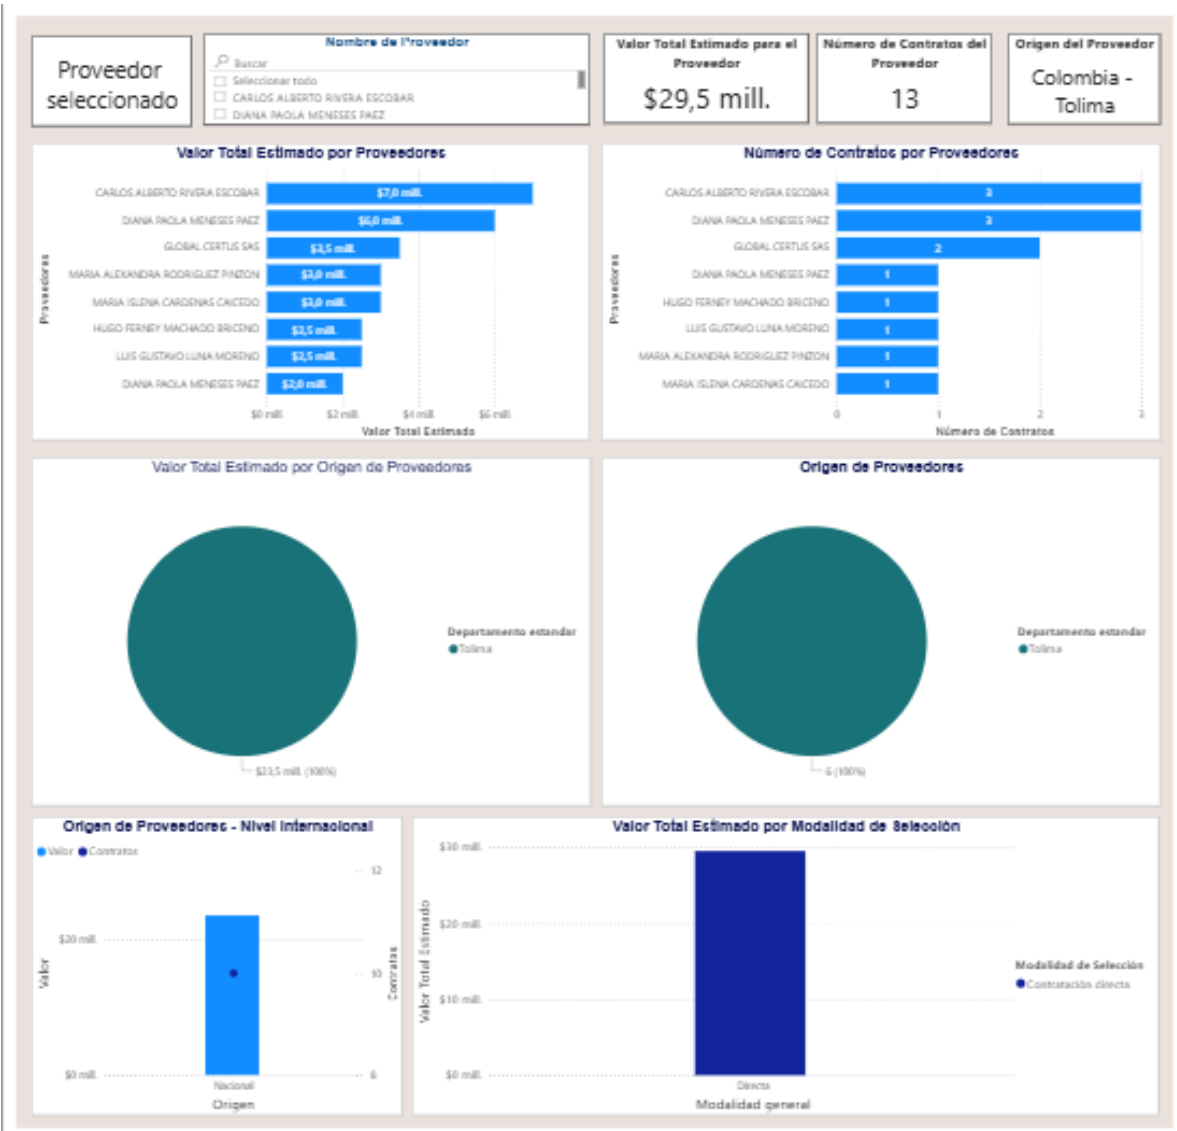 Proveedor
seleccionado
Nombre de Proveedor
Buscar
Seleccionar todo
CARLOS ALBERTO RIVERA ESCOBAR
DIANA PAOLA MENESES PAEZ
Valor Total Estimado para el
Proveedor
$29,5 mill.
Número de Contratos del
Proveedor
13
Origen del Proveedor
Colombia -
Tolima
Valor Total Estimado por Proveedores
Proveedores
CARLOS ALBERTO RIVERA ESCOBAR $7,0 mill.
DIANA PAOLA MENESES PAEZ $6,0 mill.
GLOBAL CERTUS SAS $3,5 mill.
MARIA ALEXANDRA RODRIGUEZ PINZON $3,0 mill.
MARIA ISLENA CARDENAS CAICEDO $3,0 mill.
HUGO FERNEY MACHADO BRICENO $2,5 mill.
LUIS GUSTAVO LUNA MORENO $2,5 mill.
DIANA PAOLA MENESES PAEZ $2,0 mill.
$0 mill. $2 mill. $4 mill. $6 mill.
Valor Total Estimado
Número de Contratos por Proveedores
Proveedores
CARLOS ALBERTO RIVERA ESCOBAR 3
DIANA PAOLA MENESES PAEZ 3
GLOBAL CERTUS SAS 2
DIANA PAOLA MENESES PAEZ 1
HUGO FERNEY MACHADO BRICENO 1
LUIS GUSTAVO LUNA MORENO 1
MARIA ALEXANDRA RODRIGUEZ PINZON 1
MARIA ISLENA CARDENAS CAICEDO 1
0 1 2 3
Número de Contratos
Valor Total Estimado por Origen de Proveedores
Departamento estandar
Tolima
$23,5 mill. (100%)
Origen de Proveedores
Departamento estandar
Tolima
6 (100%)
Origen de Proveedores - Nivel Internacional
Valor Contratos
12
$20 mill.
10
$0 mill.
8
Valor
Contratos
Nacional
Origen
Valor Total Estimado por Modalidad de Selección
Valor Total Estimado
$30 mill.
$20 mill.
$10 mill.
$0 mill.
Directa
Modalidad general
Modalidad de Selección
Contratación directa